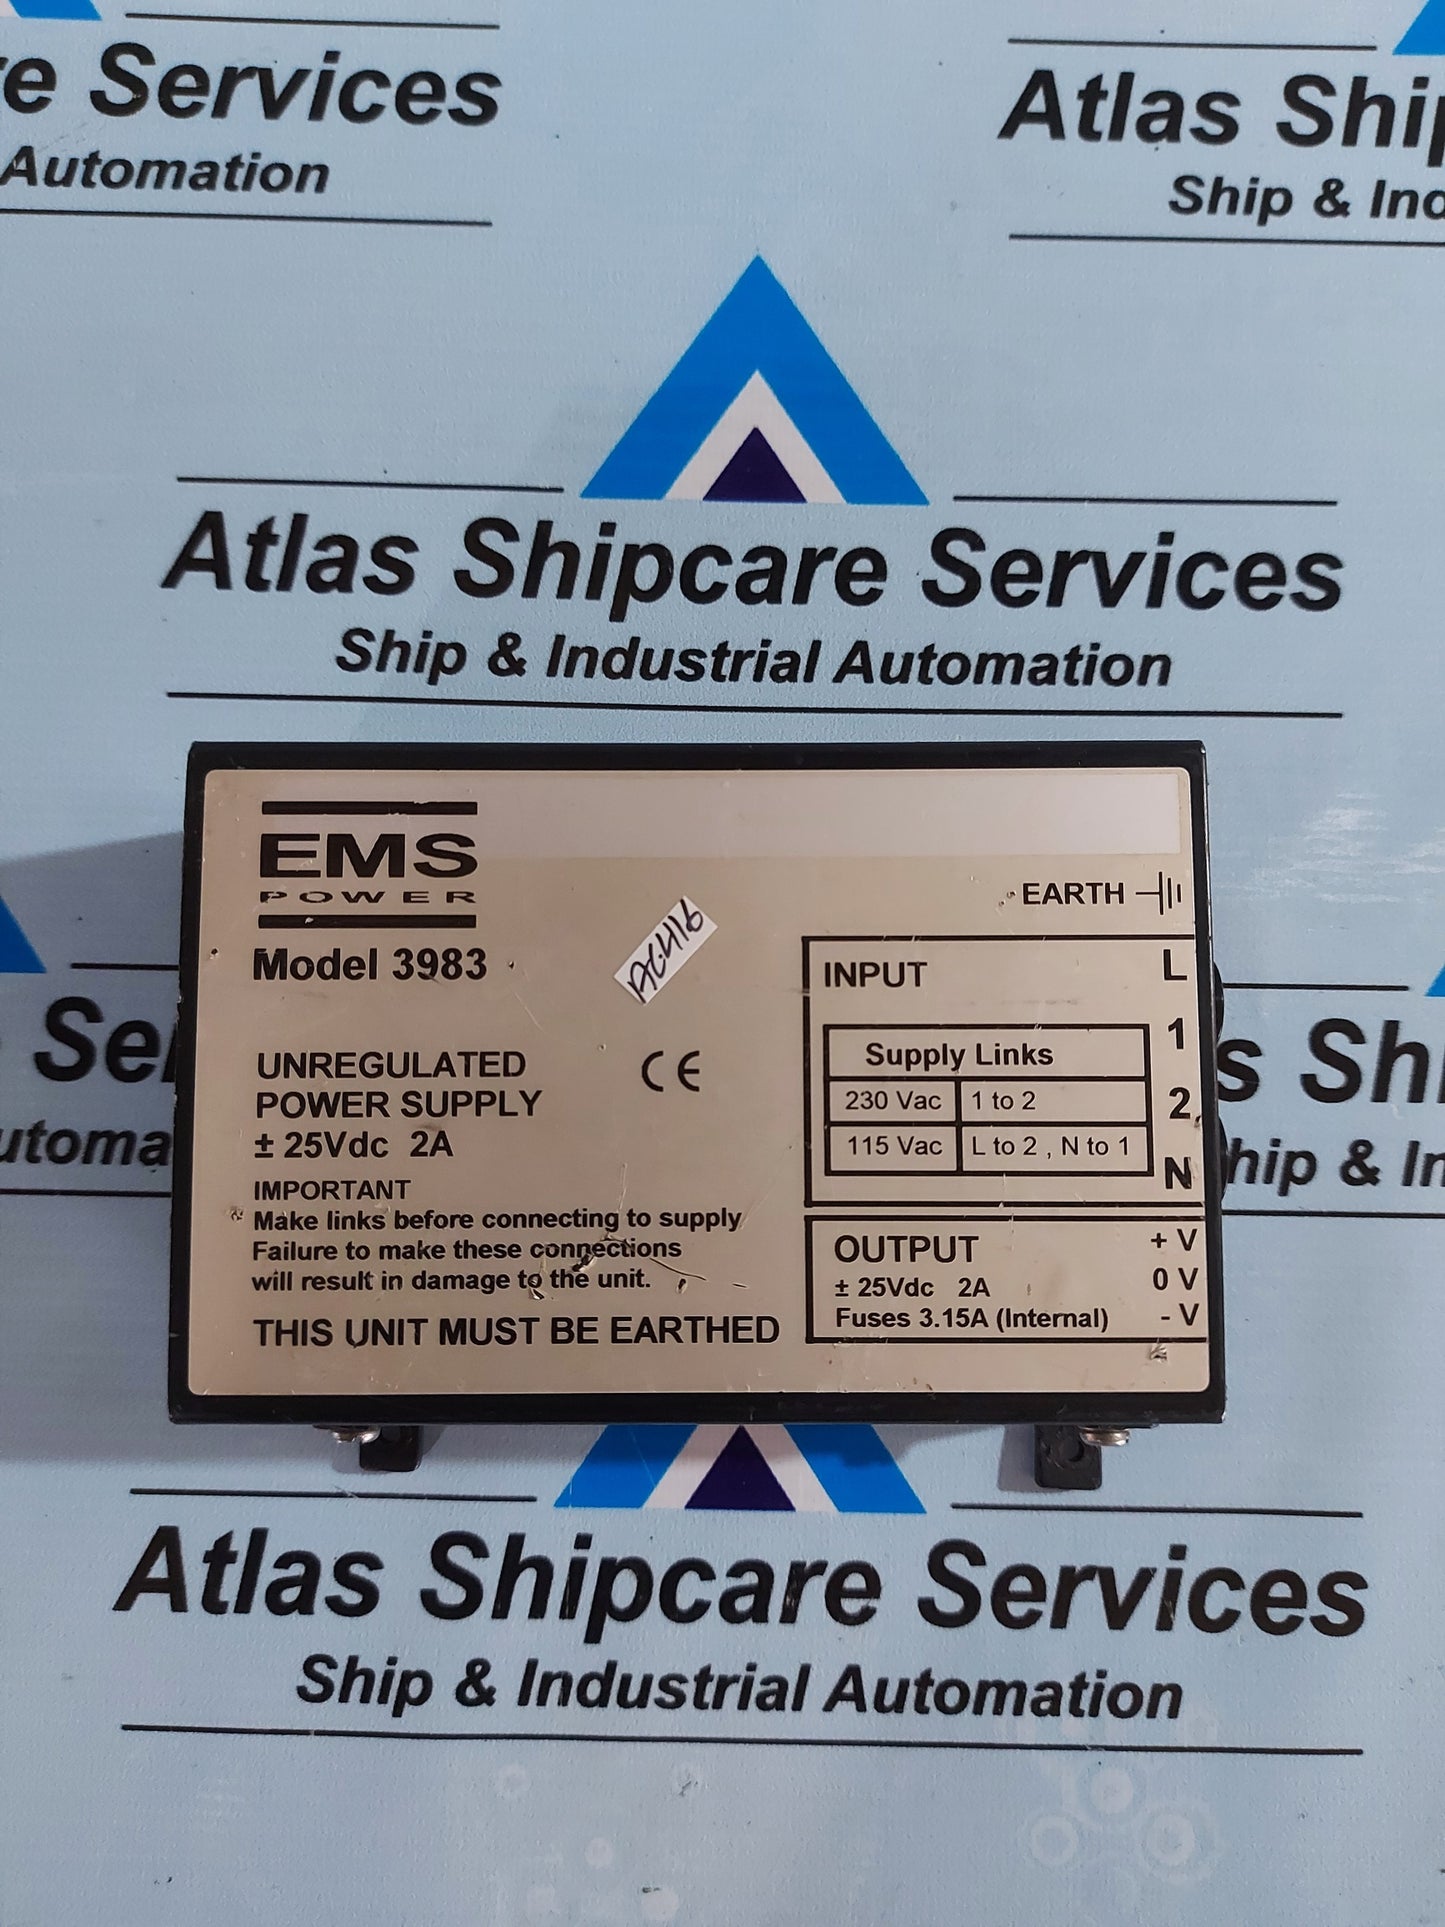 e Services
Automation
Atlas Ship
Ship & Ind
Atlas Shipcare Services
Ship & Industrial Automation
EMS
POWER
Model 3983
UNREGULATED
POWER SUPPLY
± 25Vdc 2A
IMPORTANT
Make links before connecting to supply
Failure to make these connections
will result in damage to the unit.
THIS UNIT MUST BE EARTHED
CE
EARTH
INPUT
L
1
2
N
Supply Links
230 Vac 1 to 2
115 Vac L to 2 , N to 1
OUTPUT
± 25Vdc 2A
Fuses 3.15A (Internal)
+ V
0 V
- V
Ser
utoma
s Sh
hip & In
Atlas Shipcare Services
Ship & Industrial Automation